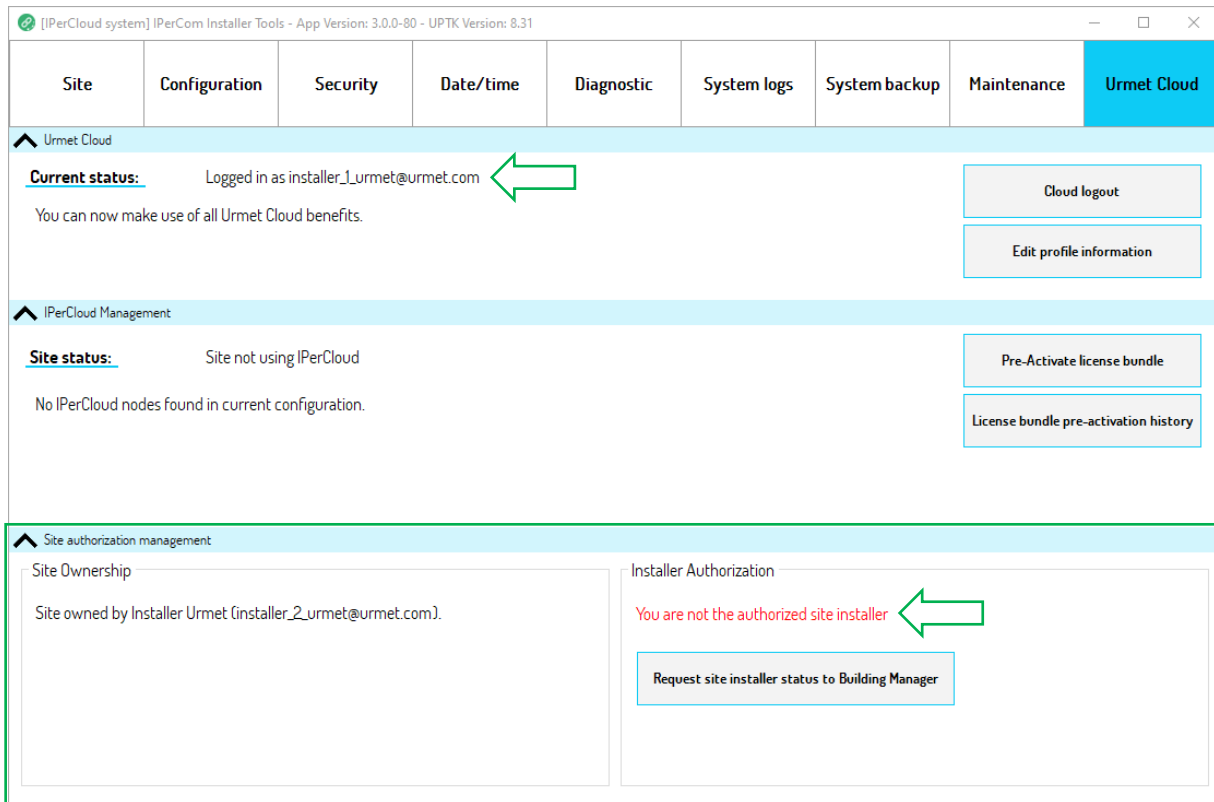 [IPerCloud system] IPerCom Installer Tools - App Version: 3.0.0-80 - UPTK Version: 8.31
Site
Configuration
Security
Date/time
Diagnostic
System logs
System backup
Maintenance
Urmet Cloud
Urmet Cloud
Current status:
Logged in as installer_1_urmet@urmet.com
Cloud logout
You can now make use of all Urmet Cloud benefits.
Edit profile information
IPerCloud Management
Site status:
Site not using IPerCloud
Pre-Activate license bundle
No IPerCloud nodes found in current configuration.
License bundle pre-activation history
Site authorization management
Site Ownership
Site owned by Installer Urmet (installer_2_urmet@urmet.com).
Installer Authorization
You are not the authorized site installer
Request site installer status to Building Manager